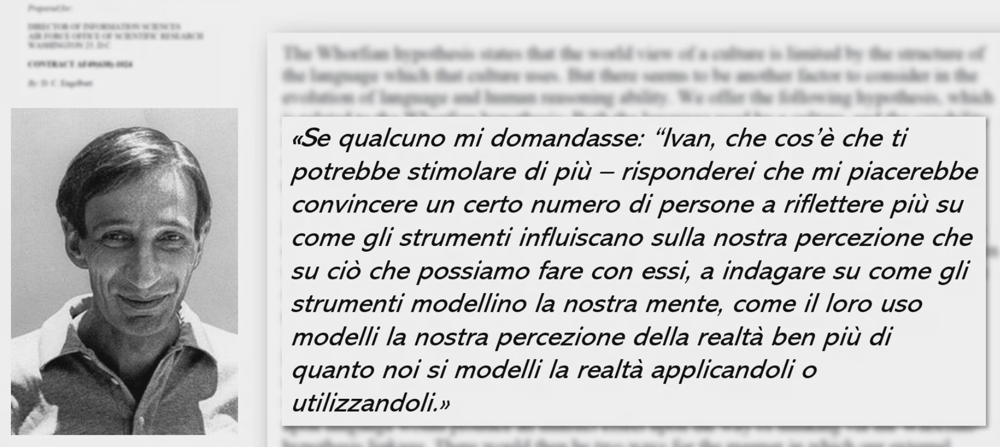 Prepared for:
DIRECTOR OF INFORMATION SCIENCES
AIR FORCE OFFICE OF SCIENTIFIC RESEARCH
WASHINGTON 25, D.C.
CONTRACT AF49(638)-1024
By: D. C. Engelbart
The Whorfian hypothesis states that the world view of a culture is limited by the structure of
the language which that culture uses. But there seems to be another factor to consider in the
evolution of language and human reasoning ability. We offer the following hypothesis, which
«Se qualcuno mi domandasse: “Ivan, che cos’è che ti
potrebbe stimolare di più – risponderei che mi piacerebbe
convincere un certo numero di persone a riflettere più su
come gli strumenti influiscano sulla nostra percezione che
su ciò che possiamo fare con essi, a indagare su come gli
strumenti modellino la nostra mente, come il loro uso
modelli la nostra percezione della realtà ben più di
quanto noi si modelli la realtà applicandoli o
utilizzandoli.»